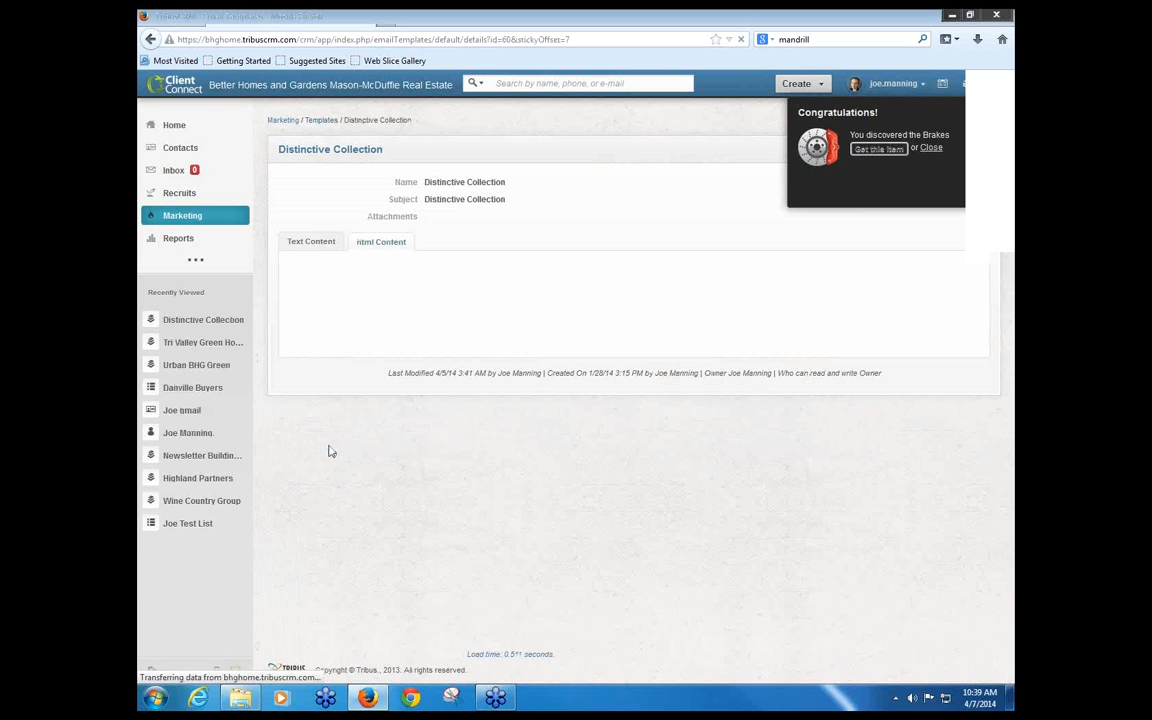 https://bhghome.tribuscrm.com/crm/app/index.php/emailTemplates/default/details?id=60&stickyOffset=7
mandrill
Most Visited Getting Started Suggested Sites Web Slice Gallery
Client Connect
Better Homes and Gardens Mason-McDuffie Real Estate
Search by name, phone, or e-mail
Create
joe.manning
Congratulations!
You discovered the Brakes
Get this item or Close
Home
Contacts
Inbox 0
Recruits
Marketing
Reports
Marketing / Templates / Distinctive Collection
Distinctive Collection
Name Distinctive Collection
Subject Distinctive Collection
Attachments
Text Content Html Content
Last Modified 4/5/14 3:41 AM by Joe Manning | Created On 1/28/14 3:15 PM by Joe Manning | Owner Joe Manning | Who can read and write Owner
Recently Viewed
Distinctive Collection
Tri Valley Green Ho...
Urban BHG Green
Danville Buyers
Joe gmail
Joe Manning
Newsletter Buildin...
Highland Partners
Wine Country Group
Joe Test List
Load time: 0.511 seconds.
TRIBUS Copyright © Tribus., 2013. All rights reserved.
Transferring data from bhghome.tribuscrm.com...
10:39 AM
4/7/2014